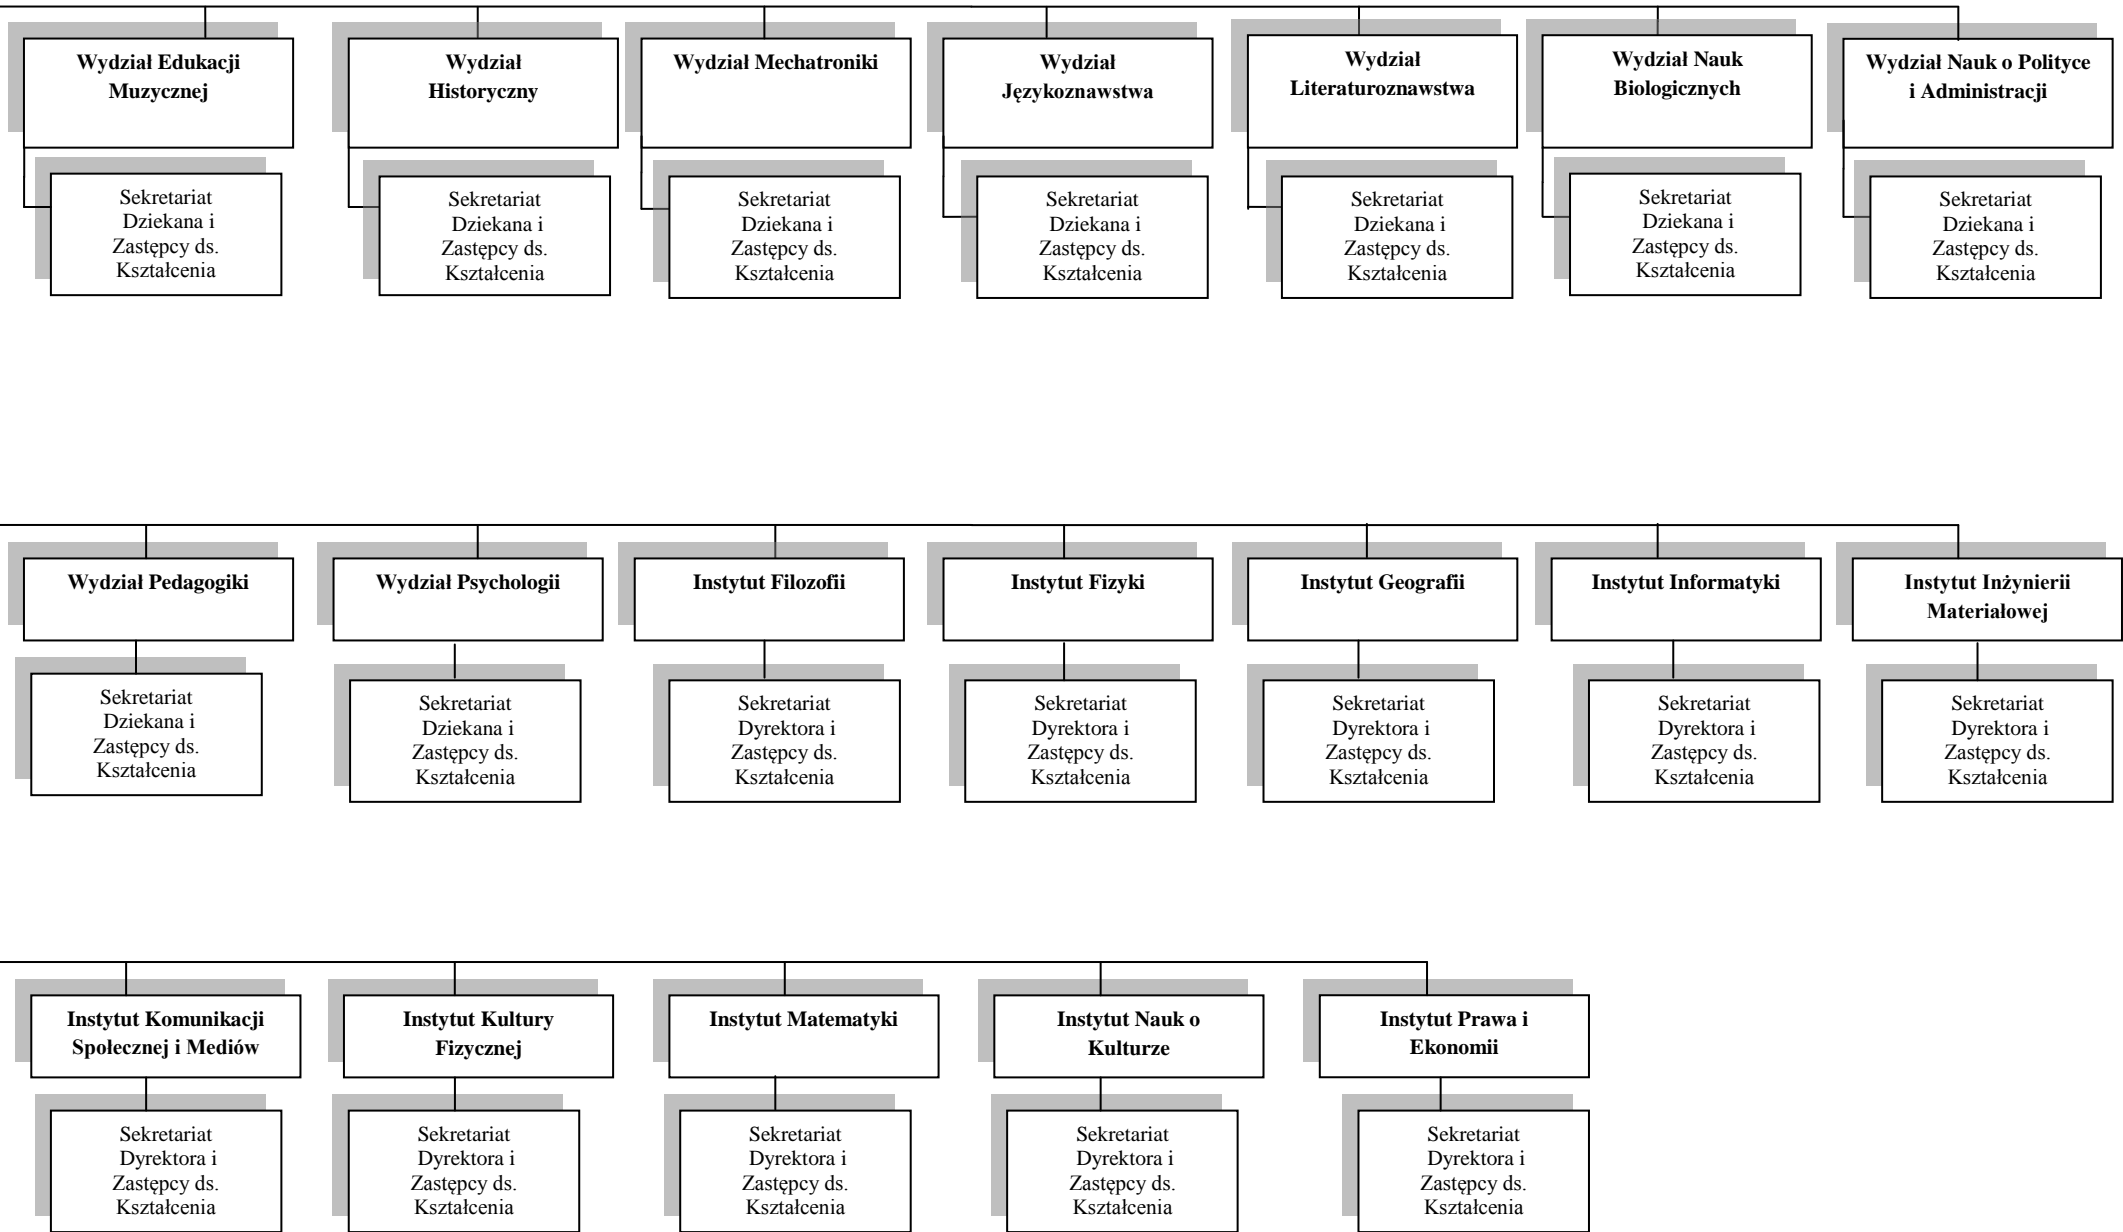 Wydział Edukacji
Muzycznej
Sekretariat
Dziekana i
Zastępcy ds.
Kształcenia
Wydział
Historyczny
Sekretariat
Dziekana i
Zastępcy ds.
Kształcenia
Wydział Mechatroniki
Sekretariat
Dziekana i
Zastępcy ds.
Kształcenia
Wydział
Językoznawstwa
Sekretariat
Dziekana i
Zastępcy ds.
Kształcenia
Wydział
Literaturoznawstwa
Sekretariat
Dziekana i
Zastępcy ds.
Kształcenia
Wydział Nauk
Biologicznych
Sekretariat
Dziekana i
Zastępcy ds.
Kształcenia
Wydział Nauk o Polityce
i Administracji
Sekretariat
Dziekana i
Zastępcy ds.
Kształcenia
Wydział Pedagogiki
Sekretariat
Dziekana i
Zastępcy ds.
Kształcenia
Wydział Psychologii
Sekretariat
Dziekana i
Zastępcy ds.
Kształcenia
Instytut Filozofii
Sekretariat
Dyrektora i
Zastępcy ds.
Kształcenia
Instytut Fizyki
Sekretariat
Dyrektora i
Zastępcy ds.
Kształcenia
Instytut Geografii
Sekretariat
Dyrektora i
Zastępcy ds.
Kształcenia
Instytut Informatyki
Sekretariat
Dyrektora i
Zastępcy ds.
Kształcenia
Instytut Inżynierii
Materiałowej
Sekretariat
Dyrektora i
Zastępcy ds.
Kształcenia
Instytut Komunikacji
Społecznej i Mediów
Sekretariat
Dyrektora i
Zastępcy ds.
Kształcenia
Instytut Kultury
Fizycznej
Sekretariat
Dyrektora i
Zastępcy ds.
Kształcenia
Instytut Matematyki
Sekretariat
Dyrektora i
Zastępcy ds.
Kształcenia
Instytut Nauk o
Kulturze
Sekretariat
Dyrektora i
Zastępcy ds.
Kształcenia
Instytut Prawa i
Ekonomii
Sekretariat
Dyrektora i
Zastępcy ds.
Kształcenia